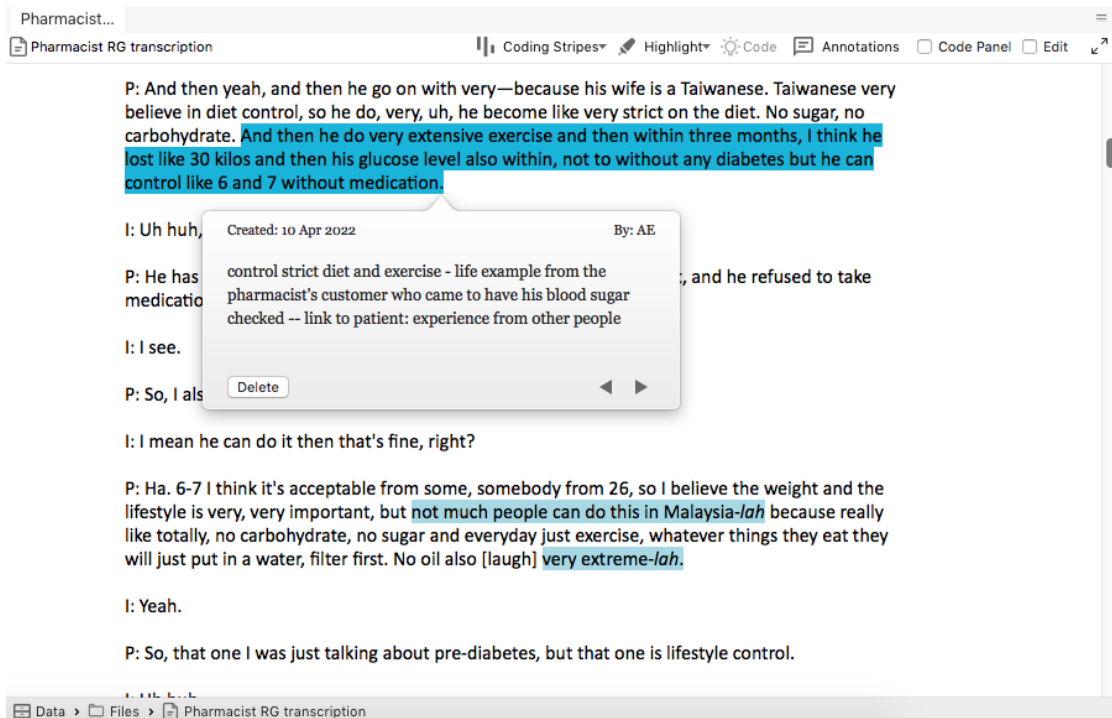 Pharmacist...
Pharmacist RG transcription
Coding Stripes Highlight Code Annotations Code Panel Edit
P: And then yeah, and then he go on with very—because his wife is a Taiwanese. Taiwanese very
believe in diet control, so he do, very, uh, he become like very strict on the diet. No sugar, no
carbohydrate. And then he do very extensive exercise and then within three months, I think he
lost like 30 kilos and then his glucose level also within, not to without any diabetes but he can
control like 6 and 7 without medication.
I: Uh huh,
Created: 10 Apr 2022 By: AE
control strict diet and exercise - life example from the
pharmacist's customer who came to have his blood sugar
checked -- link to patient: experience from other people
Delete
P: He has , and he refused to take
medicatio
I: I see.
P: So, I als
I: I mean he can do it then that's fine, right?
P: Ha. 6-7 I think it's acceptable from some, somebody from 26, so I believe the weight and the
lifestyle is very, very important, but not much people can do this in Malaysia-lah because really
like totally, no carbohydrate, no sugar and everyday just exercise, whatever things they eat they
will just put in a water, filter first. No oil also [laugh] very extreme-lah.
I: Yeah.
P: So, that one I was just talking about pre-diabetes, but that one is lifestyle control.
Data › Files › Pharmacist RG transcription